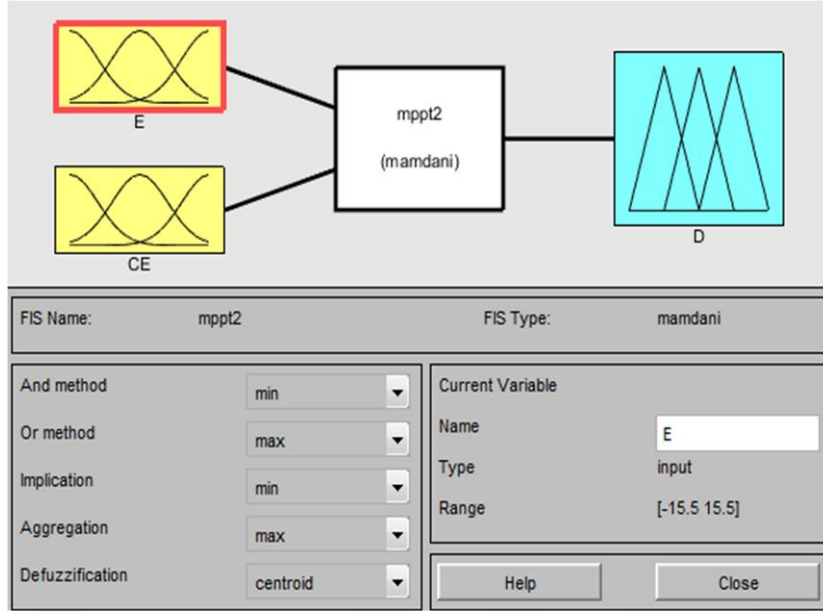 E
mppt2
(mamdani)
CE
D
FIS Name: mppt2 FIS Type: mamdani
And method min
Or method max
Implication min
Aggregation max
Defuzzification centroid
Current Variable
Name E
Type input
Range [-15.5 15.5]
Help Close